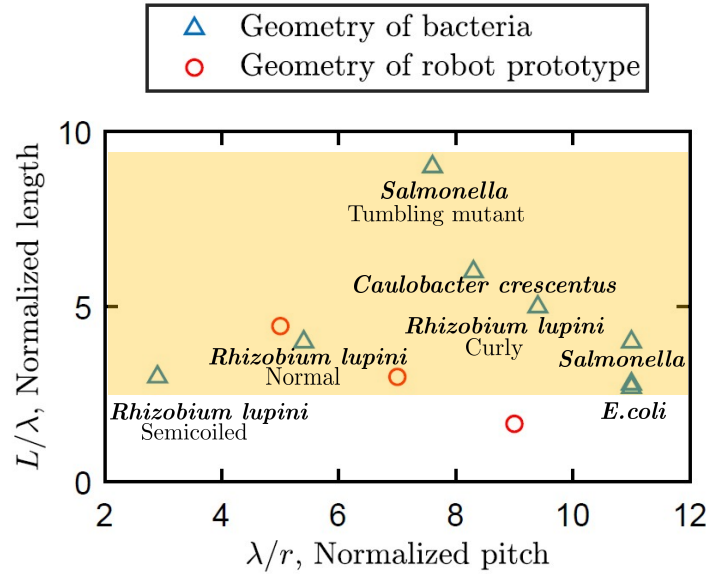 Geometry of bacteria
Geometry of robot prototype
10
5
0
L/λ, Normalized length
Salmonella
Tumbling mutant
Caulobacter crescentus
Rhizobium lupini
Curly
Rhizobium lupini
Normal
Salmonella
Rhizobium lupini
Semicoiled
E.coli
2 4 6 8 10 12
λ/r, Normalized pitch